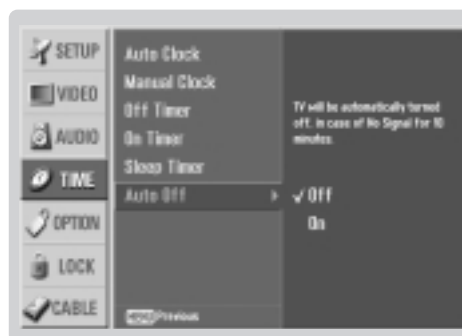 SETUP
VIDEO
AUDIO
TIME
OPTION
LOCK
CABLE
Auto Clock
Manual Clock
Off Timer
On Timer
Sleep Timer
Auto Off
Previous
TV will be automatically turned
off, in case of No Signal for 10
minutes.
Off
On